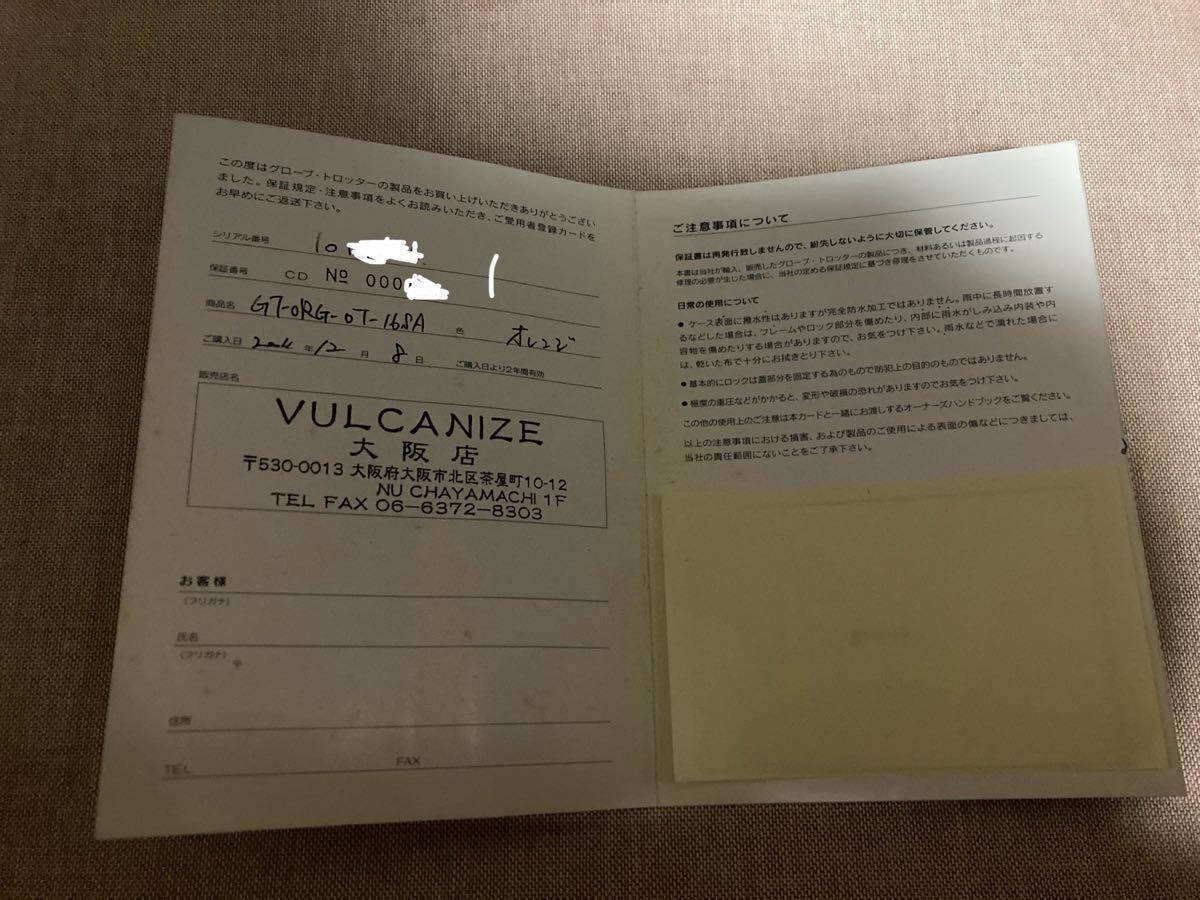 この度はグローブ・トロッターの製品をお買い上げいただきありがとうござい
ました。保証規定・注意事項をよくお読みいただき、ご愛用者登録カードを
お早めにご返送下さい。
シリアル番号 10
保証番号 CD № 000
商品名 GT-ORG-OT-16SA 色 オレンジ
ご購入日 2011年12月8日 ご購入日より2年間有効
販売店名
VULCANIZE
大阪店
〒530-0013 大阪府大阪市北区茶屋町10-12
NU CHAYAMACHI 1F
TEL FAX 06-6372-8303
お客様
(フリガナ)
氏名
(フリガナ)
〒
住所
TEL FAX
ご注意事項について
保証書は再発行致しませんので、紛失しないように大切に保管してください。
本書は当社が輸入、販売したグローブ・トロッターの製品につき、材料あるいは製造過程に起因する
修理の必要が生じた場合に、当社の定める保証規定に基づき修理をさせていただくものです。
日常の使用について
● ケース表面に撥水性はありますが完全防水加工ではありません。雨中に長時間放置す
るなどした場合は、フレームやロック部分を傷めたり、内部に雨水がしみ込み内装や内
容物を傷めたりする場合がありますので、お気をつけ下さい。雨水などで濡れた場合に
は、乾いた布で十分にお拭きとり下さい。
● 基本的にロックは蓋部分を固定する為のもので防犯上の目的のものではありません。
● 極度の重圧などがかかると、変形や破損の恐れがありますのでお気をつけ下さい。
この他の使用上のご注意は本カードと一緒にお渡しするオーナーズハンドブックをご覧ください。
以上の注意事項における損害、および製品のご使用による表面の傷などにつきましては、
当社の責任範囲にないことをご了承下さい。